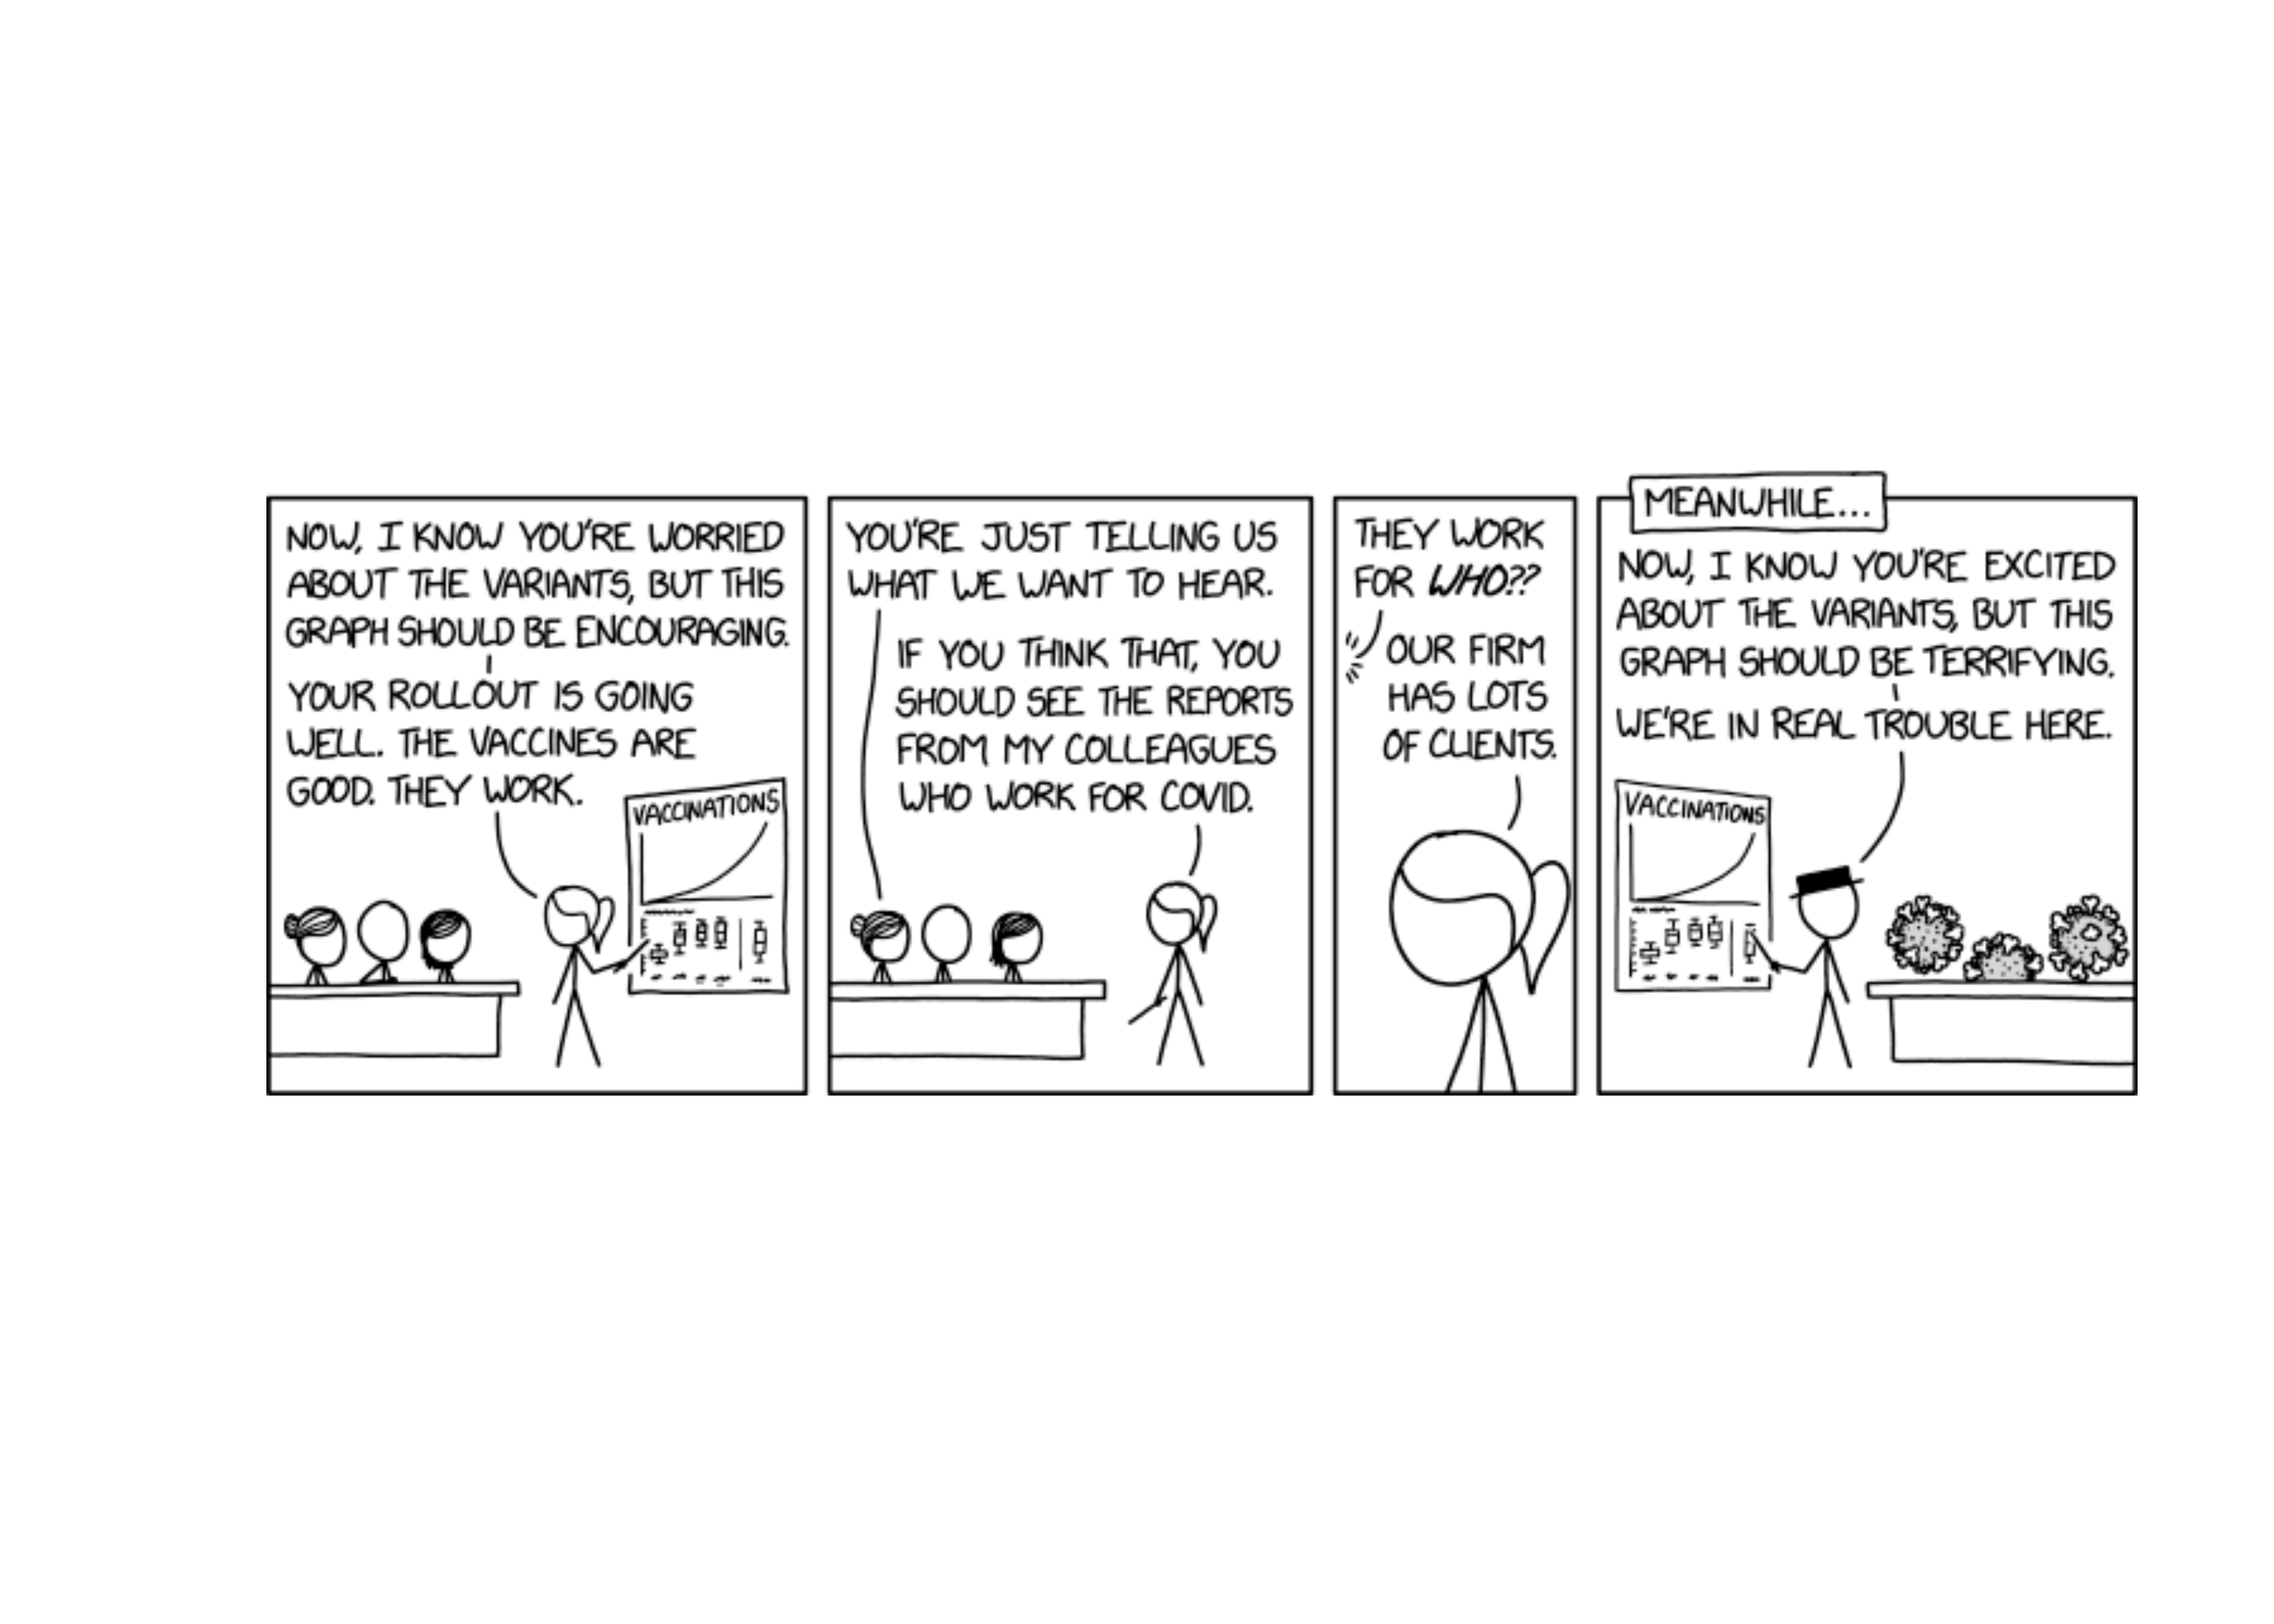 NOW, I KNOW YOU'RE WORRIED
ABOUT THE VARIANTS, BUT THIS
GRAPH SHOULD BE ENCOURAGING.
YOUR ROLLOUT IS GOING
WELL. THE VACCINES ARE
GOOD. THEY WORK.
VACCINATIONS
YOU'RE JUST TELLING US
WHAT WE WANT TO HEAR.
IF YOU THINK THAT, YOU
SHOULD SEE THE REPORTS
FROM MY COLLEAGUES
WHO WORK FOR COVID.
THEY WORK
FOR WHO??
OUR FIRM
HAS LOTS
OF CLIENTS.
MEANWHILE...
NOW, I KNOW YOU'RE EXCITED
ABOUT THE VARIANTS, BUT THIS
GRAPH SHOULD BE TERRIFYING.
WE'RE IN REAL TROUBLE HERE.
VACCINATIONS